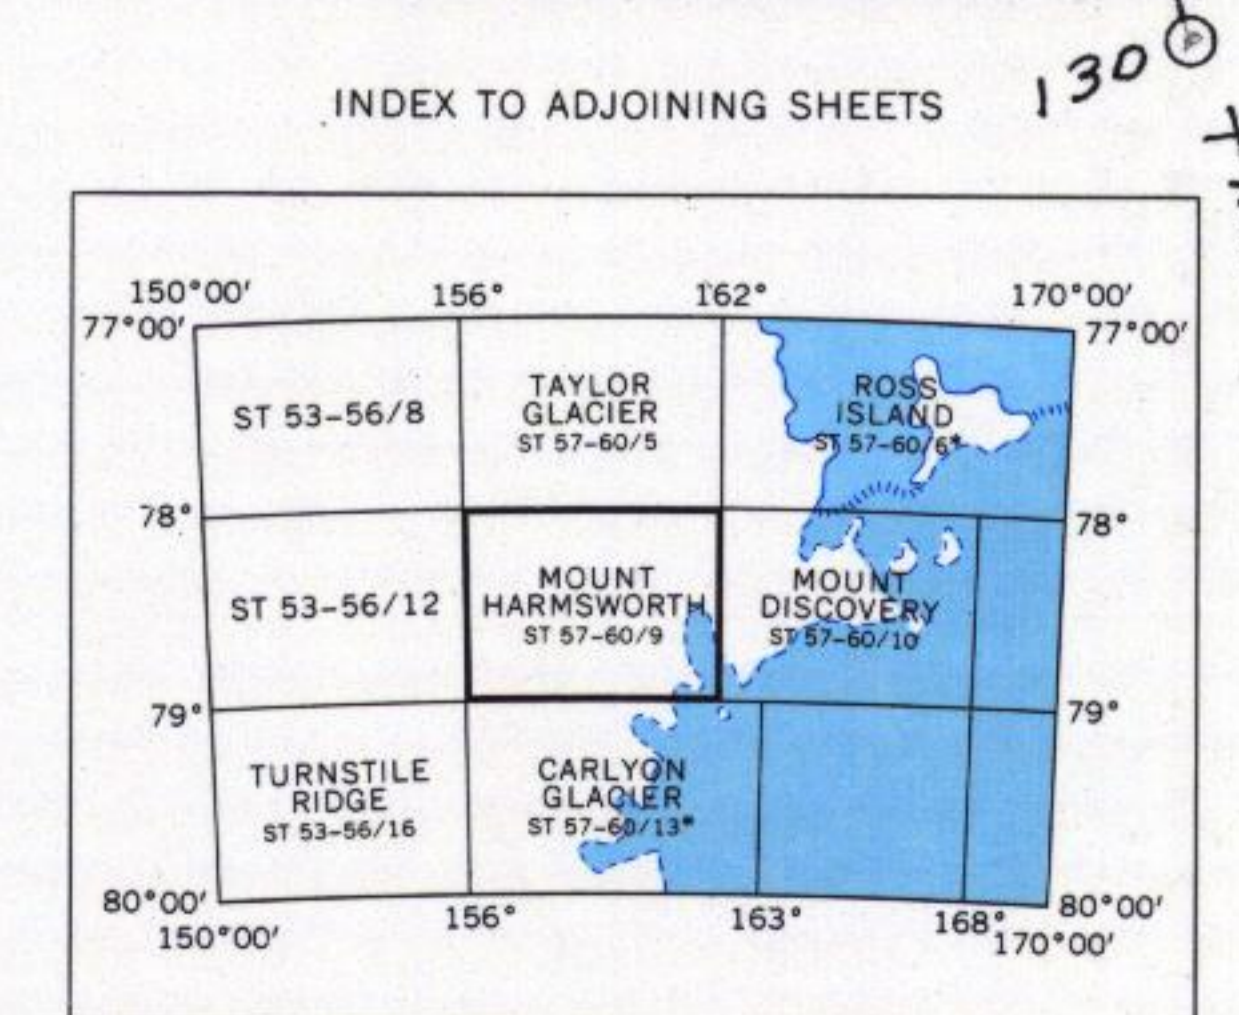 130
INDEX TO ADJOINING SHEETS
150°00′ 156° 162° 170°00′
77°00′ 77°00′
ST 53–56/8
TAYLOR
GLACIER
ST 57–60/5
ROSS
ISLAND
ST 57–60/6*
78° 78°
ST 53–56/12
MOUNT
HARMSWORTH
ST 57–60/9
MOUNT
DISCOVERY
ST 57–60/10
79° 79°
TURNSTILE
RIDGE
ST 53–56/16
CARLYON
GLACIER
ST 57–60/13*
80°00′ 80°00′
150°00′ 156° 163° 168° 170°00′